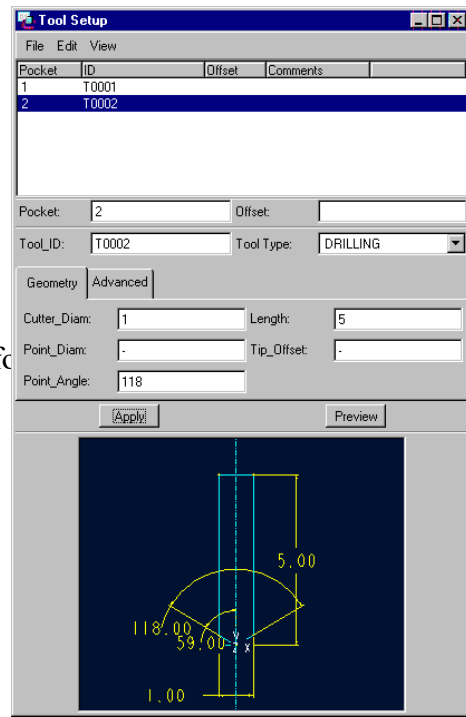 Tool Setup
File Edit View
Pocket ID Offset Comments
1 T0001
2 T0002
Pocket: 2 Offset:
Tool_ID: T0002 Tool Type: DRILLING
Geometry Advanced
Cutter_Diam: 1 Length: 5
Point_Diam: - Tip_Offset: -
Point_Angle: 118
Apply Preview
5.00
118.00
59.00
Y
Z X
1.00